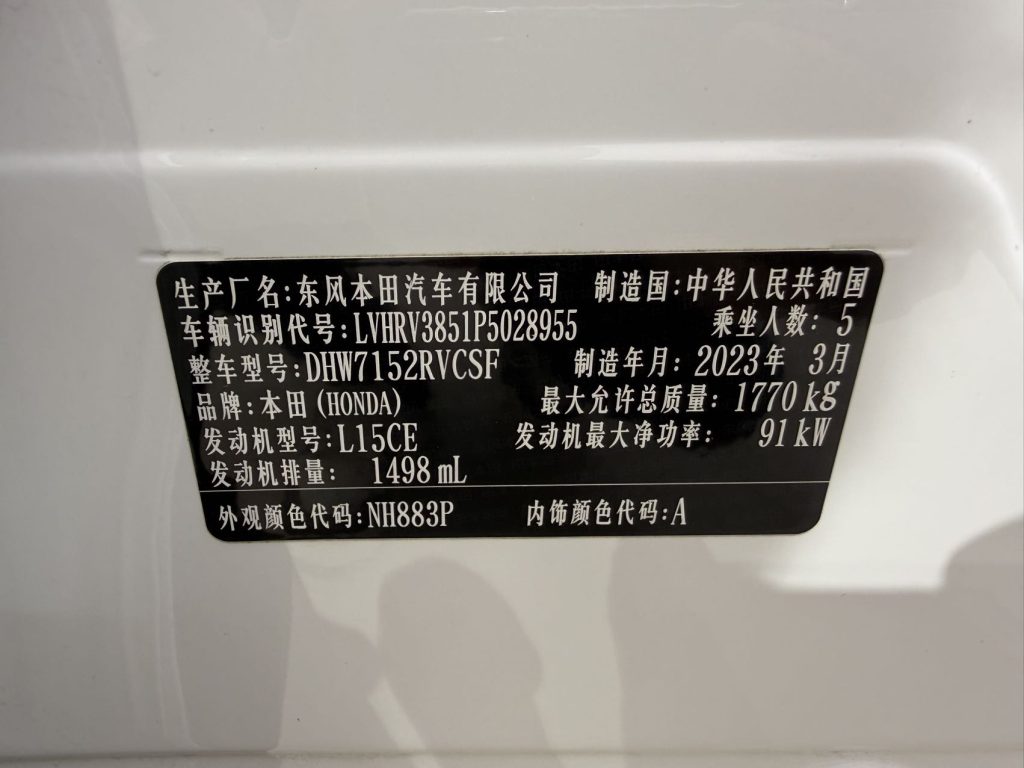 生产厂名:东风本田汽车有限公司 制造国:中华人民共和国
车辆识别代号:LVHRV3851P5028955 乘坐人数: 5
整车型号:DHW7152RVCSF 制造年月:2023年 3月
品牌:本田(HONDA) 最大允许总质量: 1770kg
发动机型号:L15CE 发动机最大净功率: 91kW
发动机排量: 1498mL
外观颜色代码:NH883P 内饰颜色代码:A